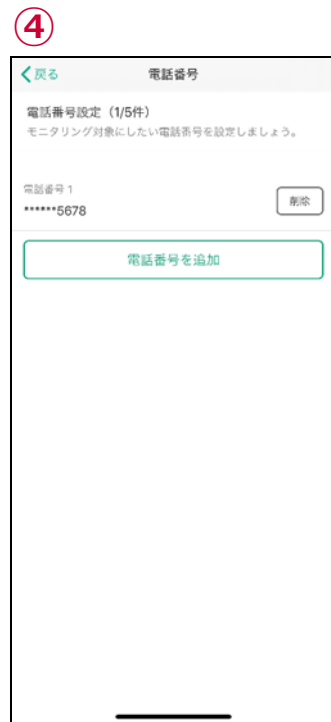 ④
戻る 電話番号
電話番号設定（1/5件）
モニタリング対象にしたい電話番号を設定しましょう。
電話番号 1
******5678
削除
電話番号を追加